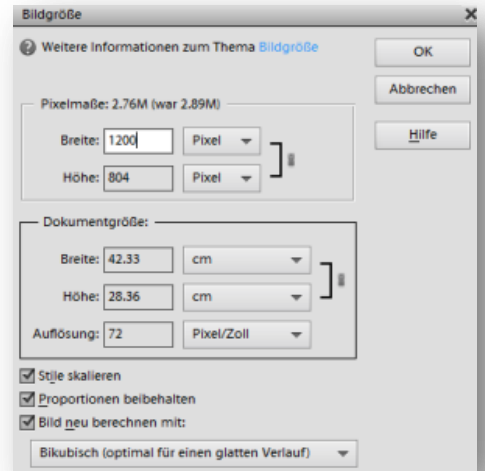 Bildgröße
Weitere Informationen zum Thema Bildgröße
OK
Abbrechen
Hilfe
Pixelmaße: 2.76M (war 2.89M)
Breite: 1200 Pixel
Höhe: 804 Pixel
Dokumentgröße:
Breite: 42.33 cm
Höhe: 28.36 cm
Auflösung: 72 Pixel/Zoll
Stile skalieren
Proportionen beibehalten
Bild neu berechnen mit:
Bikubisch (optimal für einen glatten Verlauf)